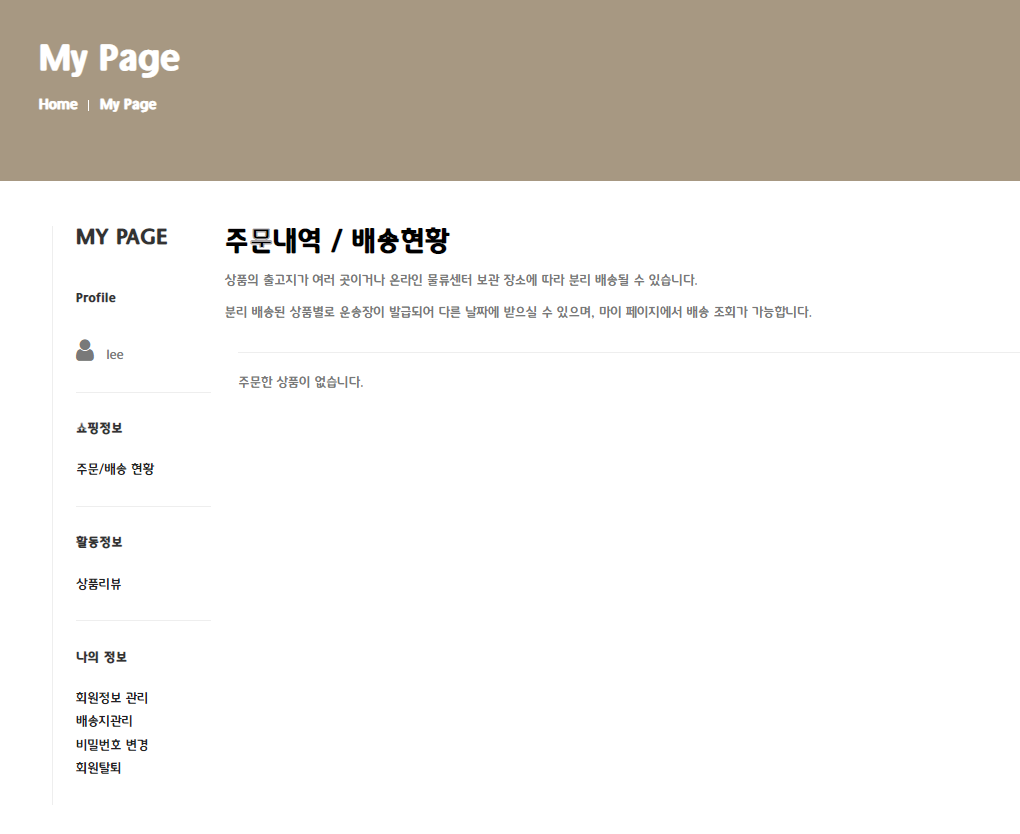 My Page
Home | My Page
MY PAGE
Profile
lee
쇼핑정보
주문/배송 현황
활동정보
상품리뷰
나의 정보
회원정보 관리
배송지관리
비밀번호 변경
회원탈퇴
주문내역 / 배송현황
상품의 출고지가 여러 곳이거나 온라인 물류센터 보관 장소에 따라 분리 배송될 수 있습니다.
분리 배송된 상품별로 운송장이 발급되어 다른 날짜에 받으실 수 있으며, 마이 페이지에서 배송 조회가 가능합니다.
주문한 상품이 없습니다.